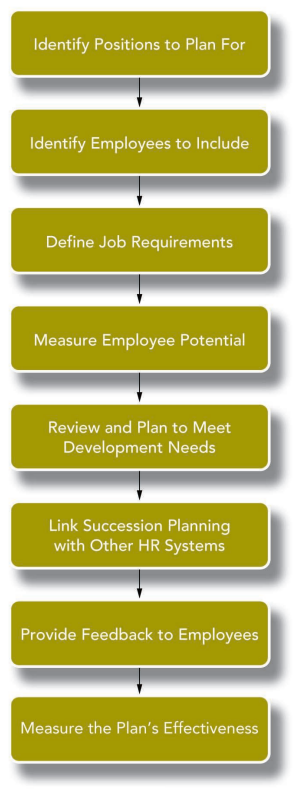 Identify Positions to Plan For
Identify Employees to Include
Define Job Requirements
Measure Employee Potential
Review and Plan to Meet
Development Needs
Link Succession Planning
with Other HR Systems
Provide Feedback to Employees
Measure the Plan’s Effectiveness